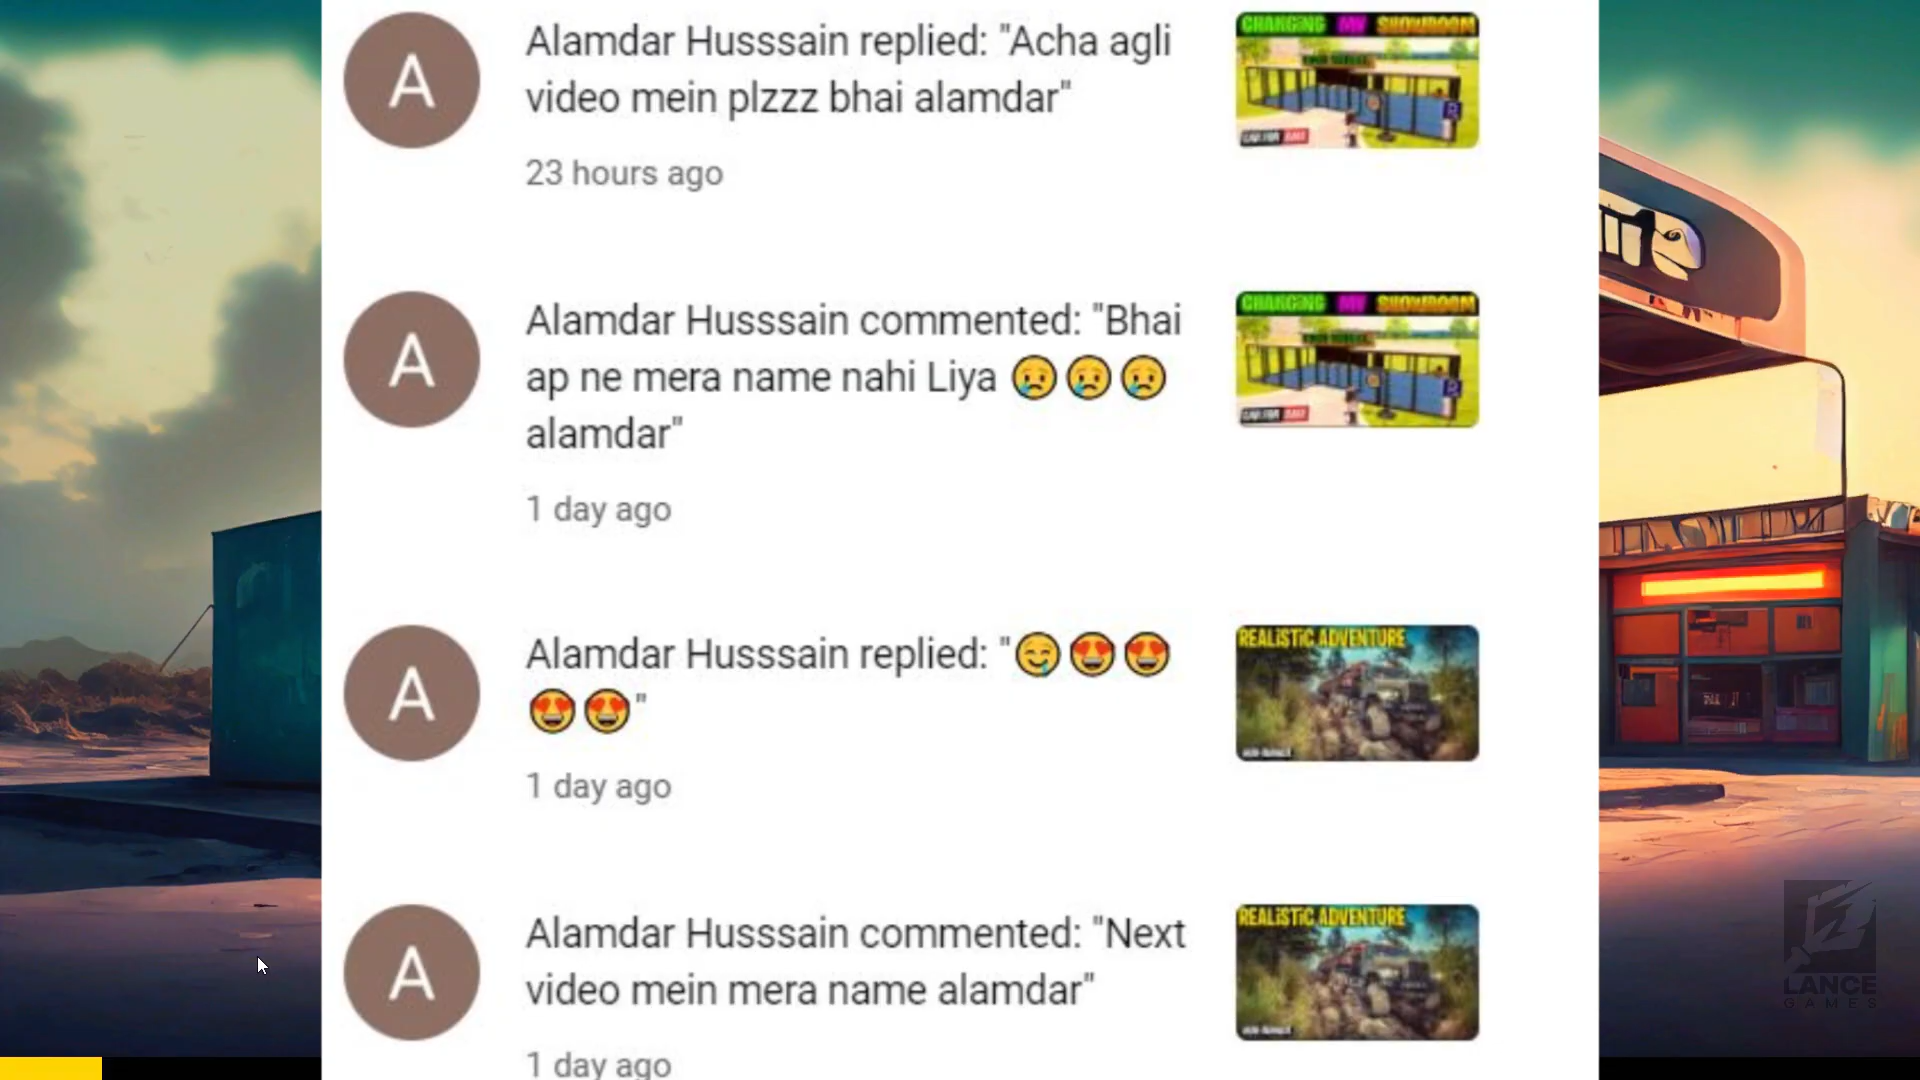 A
Alamdar Husssain replied: "Acha agli
video mein plzzz bhai alamdar"
23 hours ago
CHANGING MY SHOWROOM
A
Alamdar Husssain commented: "Bhai
ap ne mera name nahi Liya 😢😢😢
alamdar"
1 day ago
CHANGING MY SHOWROOM
A
Alamdar Husssain replied: "🤤😍😍
😍😍"
1 day ago
REALiSTiC ADVENTURE
A
Alamdar Husssain commented: "Next
video mein mera name alamdar"
1 day ago
REALiSTiC ADVENTURE
LANCE
GAMES